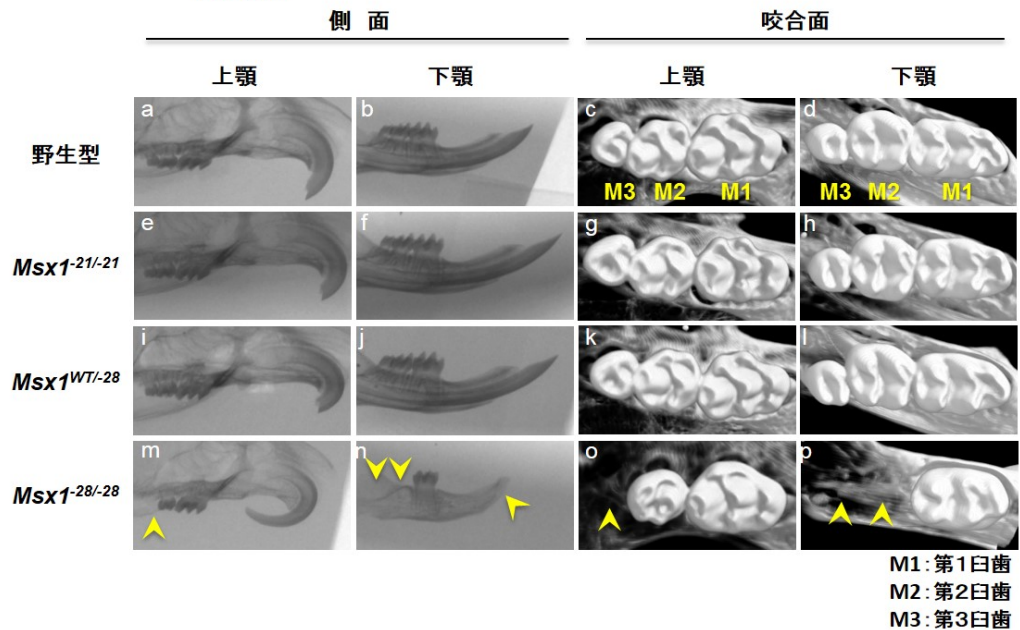 側 面
咬合面
上顎
下顎
上顎
下顎
野生型
a
b
c
M3 M2 M1
d
M3 M2 M1
Msx1-21/-21
e
f
g
h
Msx1WT/-28
i
j
k
l
Msx1-28/-28
m
n
o
p
M1：第1臼歯
M2：第2臼歯
M3：第3臼歯